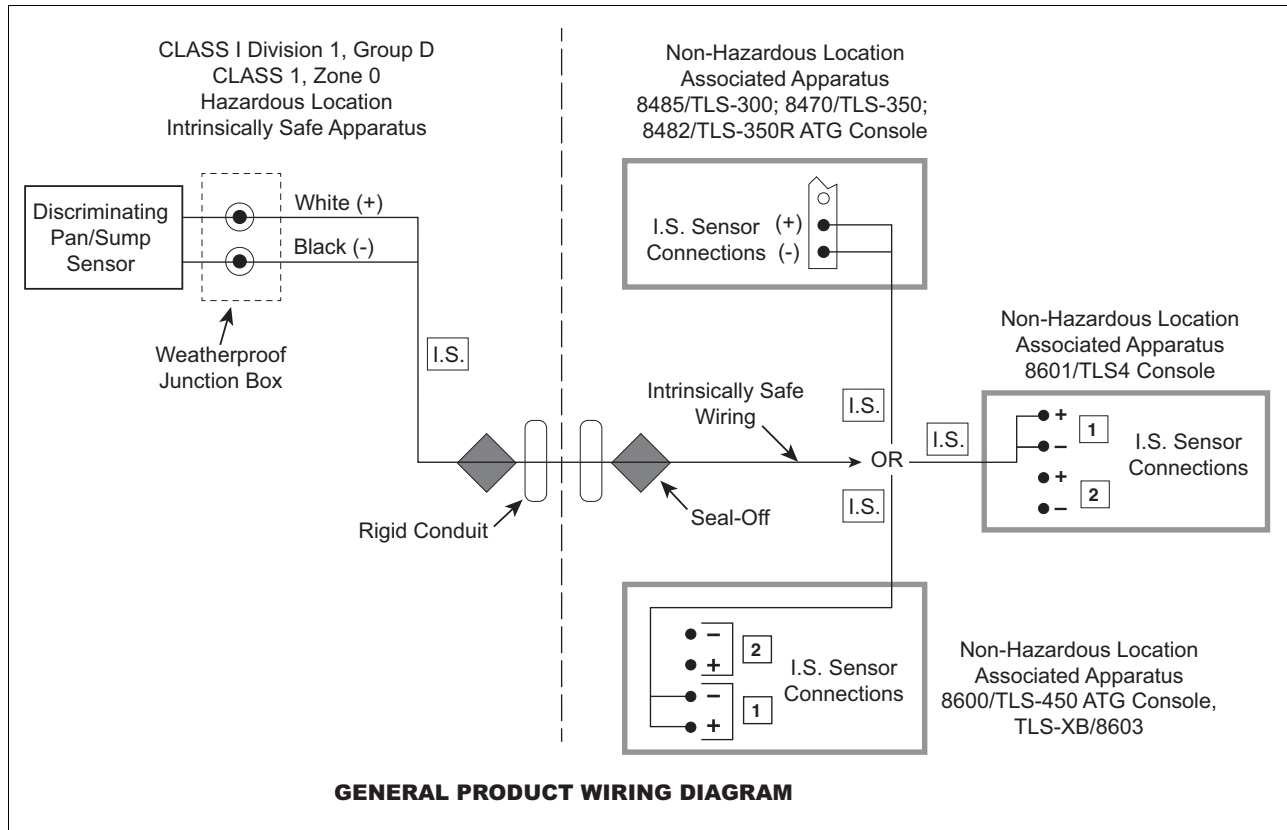 CLASS I Division 1, Group D
CLASS 1, Zone 0
Hazardous Location
Intrinsically Safe Apparatus
Non-Hazardous Location
Associated Apparatus
8485/TLS-300; 8470/TLS-350;
8482/TLS-350R ATG Console
Discriminating
Pan/Sump
Sensor
White (+)
Black (-)
Weatherproof
Junction Box
I.S.
I.S. Sensor
Connections
(+)
(-)
Non-Hazardous Location
Associated Apparatus
8601/TLS4 Console
+
1
–
+
2
–
I.S. Sensor
Connections
Intrinsically Safe
Wiring
I.S.
OR
I.S.
I.S.
Rigid Conduit
Seal-Off
–
2
+
–
1
+
I.S. Sensor
Connections
Non-Hazardous Location
Associated Apparatus
8600/TLS-450 ATG Console,
TLS-XB/8603
GENERAL PRODUCT WIRING DIAGRAM